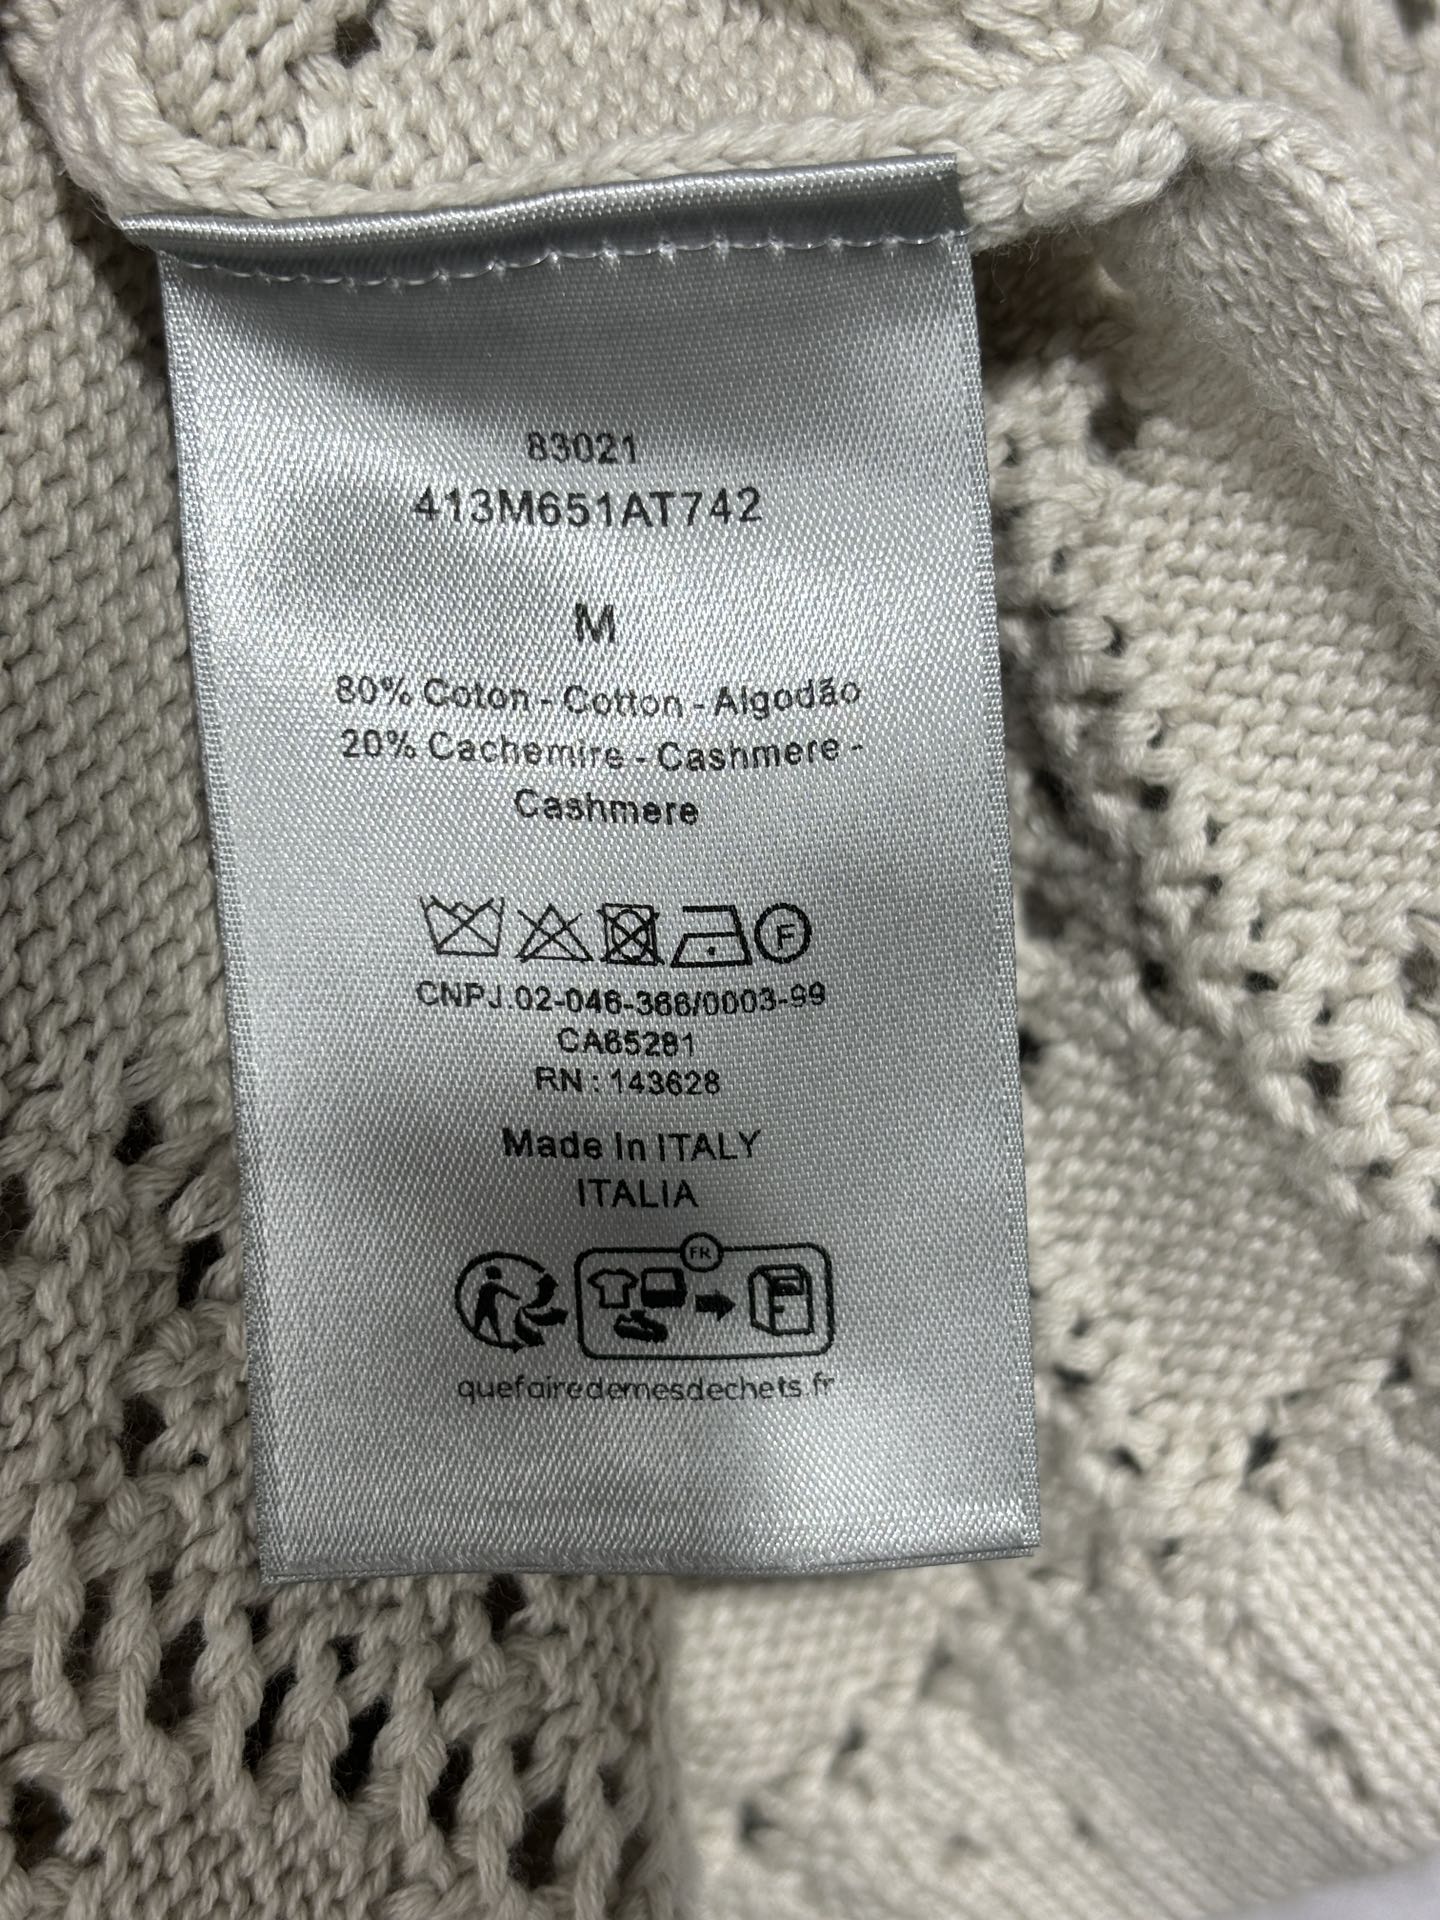 83021
413M651AT742
M
80% Coton - Cotton - Algodão
20% Cachemire - Cashmere -
Cashmere
F
CNPJ.02-046-366/0003-99
CA65281
RN : 143628
Made In ITALY
ITALIA
FR
quefairedemesdechets.fr